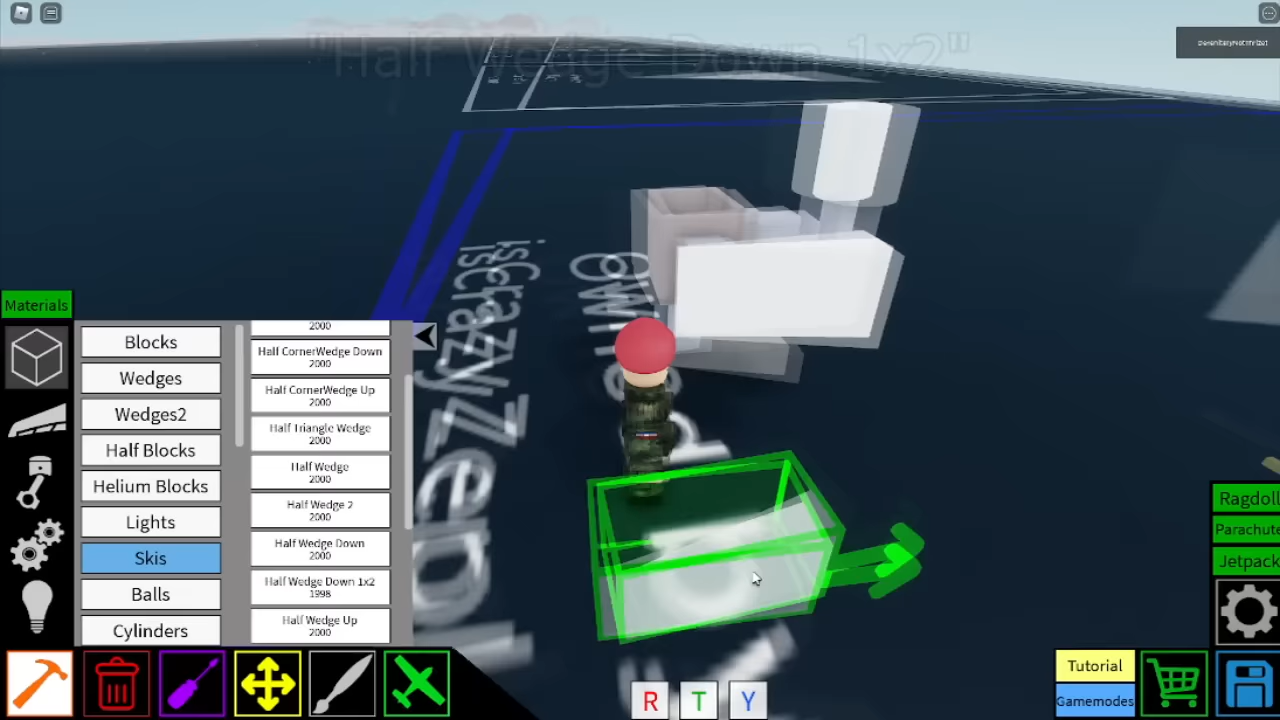 "Half Wedge Down 1x2"
Materials
Blocks
Wedges
Wedges2
Half Blocks
Helium Blocks
Lights
Skis
Balls
Cylinders
2000
Half CornerWedge Down
2000
Half CornerWedge Up
2000
Half Triangle Wedge
2000
Half Wedge
2000
Half Wedge 2
2000
Half Wedge Down
2000
Half Wedge Down 1x2
1998
Half Wedge Up
2000
Ragdoll
Parachute
Jetpack
Tutorial
Gamemodes
R T Y